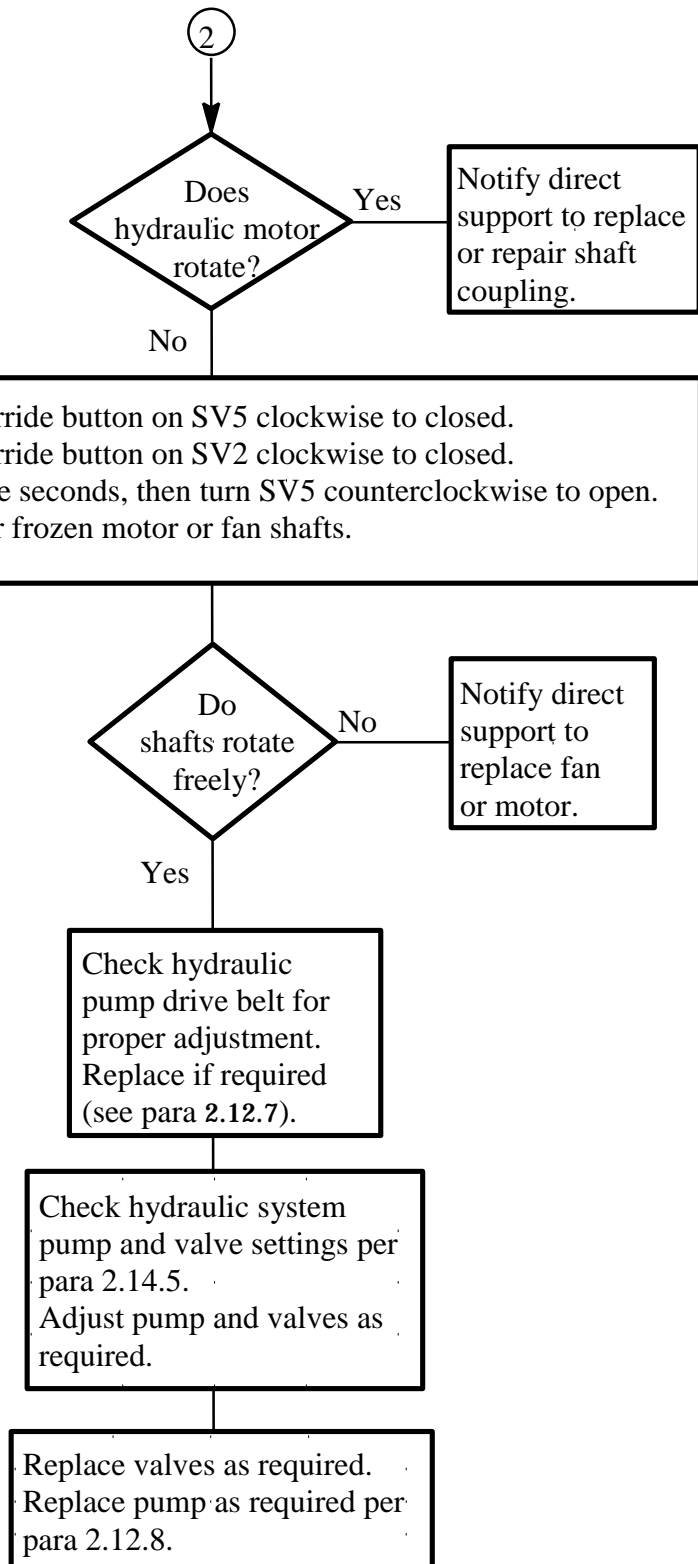 2
Does
hydraulic motor
rotate?
Yes
Notify direct
support to replace
or repair shaft
coupling.
No
button on SV5 clockwise to closed.
button on SV2 clockwise to closed.
seconds, then turn SV5 counterclockwise to open.
frozen motor or fan shafts.
Do
shafts rotate
freely?
No
Notify direct
support to
replace fan
or motor.
Yes
Check hydraulic
pump drive belt for
proper adjustment.
Replace if required
(see para 2.12.7).
Check hydraulic system
pump and valve settings per
para 2.14.5.
Adjust pump and valves as
required.
Replace valves as required.
Replace pump as required per
para 2.12.8.